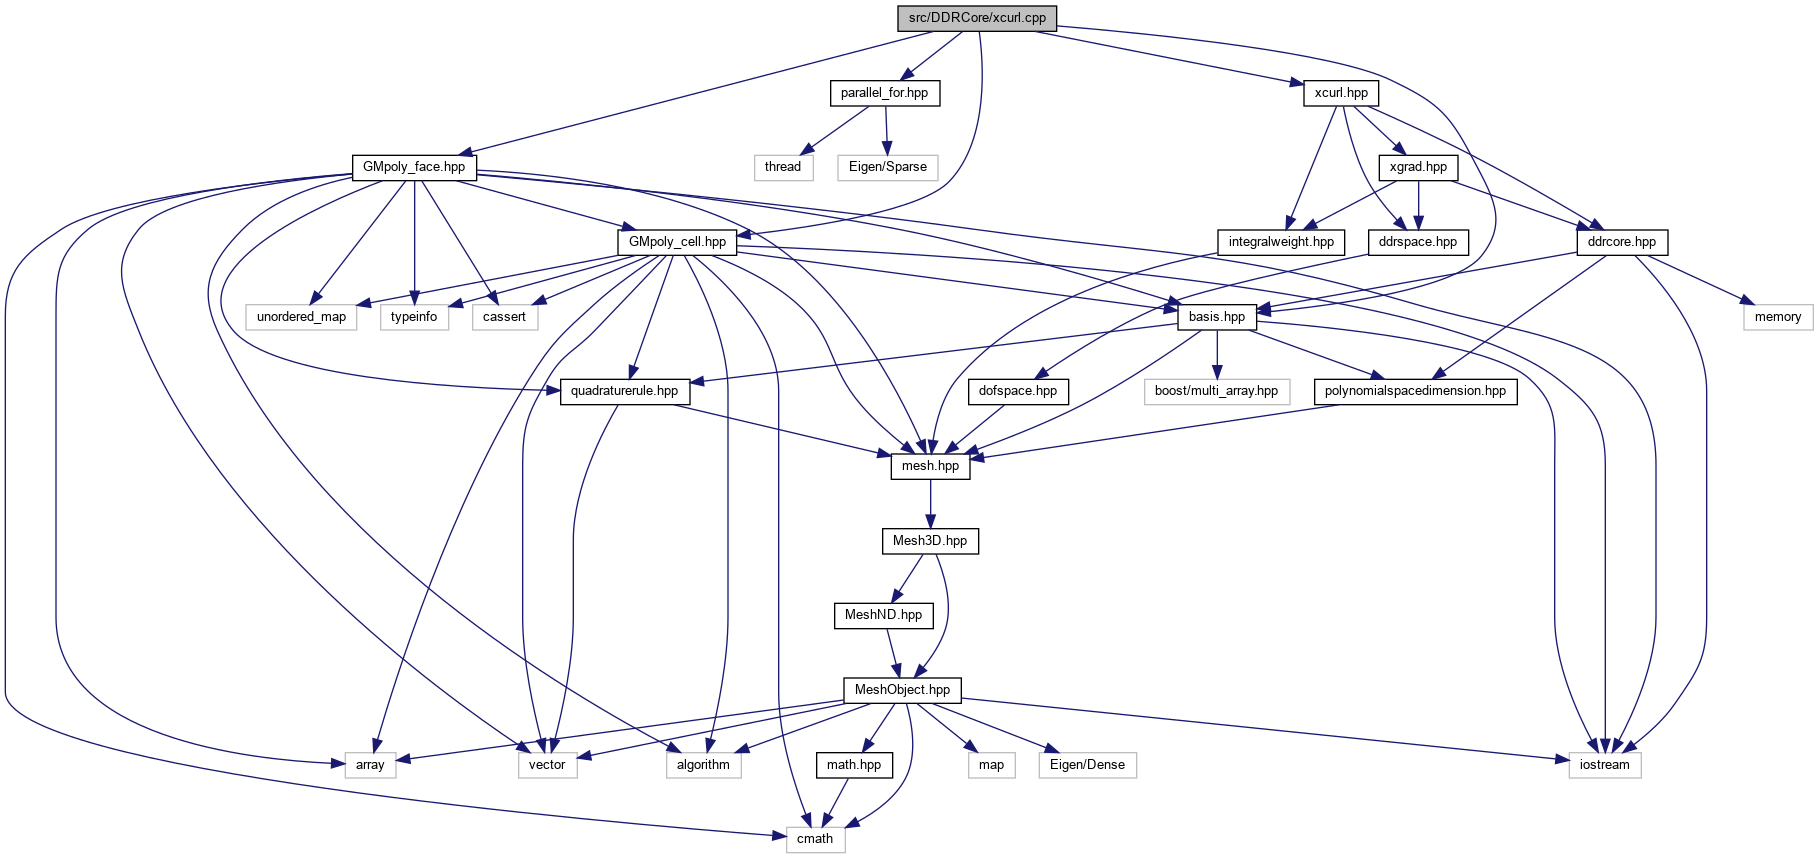 src/DDRCore/xcurl.cpp
parallel_for.hpp
xcurl.hpp
GMpoly_face.hpp
thread
Eigen/Sparse
xgrad.hpp
GMpoly_cell.hpp
integralweight.hpp
ddrspace.hpp
ddrcore.hpp
unordered_map
typeinfo
cassert
basis.hpp
memory
quadraturerule.hpp
dofspace.hpp
boost/multi_array.hpp
polynomialspacedimension.hpp
mesh.hpp
Mesh3D.hpp
MeshND.hpp
MeshObject.hpp
array
vector
algorithm
math.hpp
map
Eigen/Dense
iostream
cmath